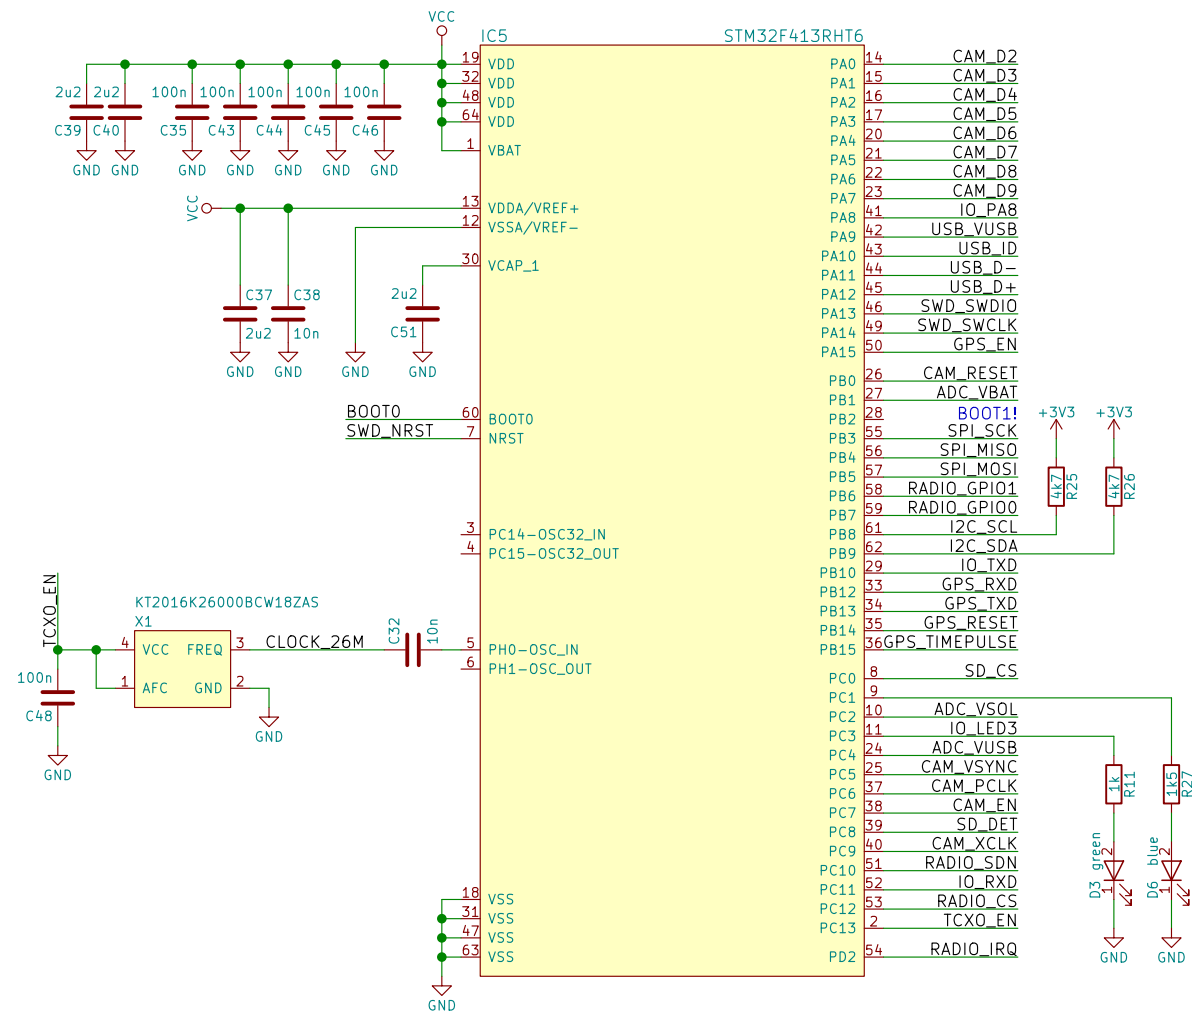 VCC
IC5 STM32F413RHT6
2u2 2u2 100n 100n 100n 100n 100n
C39 C40 C35 C43 C44 C45 C46
GND GND GND GND GND GND GND
19 VDD
32 VDD
48 VDD
64 VDD
1 VBAT
VCC
13 VDDA/VREF+
12 VSSA/VREF-
30 VCAP_1
C37 C38 2u2
2u2 10n C51
GND GND GND GND
BOOT0 60 BOOT0
SWD_NRST 7 NRST
3 PC14-OSC32_IN
4 PC15-OSC32_OUT
TCXO_EN
KT2016K26000BCW18ZAS
X1
4 VCC FREQ 3 CLOCK_26M
1 AFC GND 2
C32 10n
5 PH0-OSC_IN
6 PH1-OSC_OUT
100n
C48
GND
GND
18 VSS
31 VSS
47 VSS
63 VSS
GND
PA0 14 CAM_D2
PA1 15 CAM_D3
PA2 16 CAM_D4
PA3 17 CAM_D5
PA4 20 CAM_D6
PA5 21 CAM_D7
PA6 22 CAM_D8
PA7 23 CAM_D9
PA8 41 IO_PA8
PA9 42 USB_VUSB
PA10 43 USB_ID
PA11 44 USB_D-
PA12 45 USB_D+
PA13 46 SWD_SWDIO
PA14 49 SWD_SWCLK
PA15 50 GPS_EN
PB0 26 CAM_RESET
PB1 27 ADC_VBAT
PB2 28 BOOT1!
PB3 55 SPI_SCK
PB4 56 SPI_MISO
PB5 57 SPI_MOSI
PB6 58 RADIO_GPIO1
PB7 59 RADIO_GPIO0
PB8 61 I2C_SCL
PB9 62 I2C_SDA
PB10 29 IO_TXD
PB12 33 GPS_RXD
PB13 34 GPS_TXD
PB14 35 GPS_RESET
PB15 36 GPS_TIMEPULSE
PC0 8 SD_CS
PC1 9
PC2 10 ADC_VSOL
PC3 11 IO_LED3
PC4 24 ADC_VUSB
PC5 25 CAM_VSYNC
PC6 37 CAM_PCLK
PC7 38 CAM_EN
PC8 39 SD_DET
PC9 40 CAM_XCLK
PC10 51 RADIO_SDN
PC11 52 IO_RXD
PC12 53 RADIO_CS
PC13 2 TCXO_EN
PD2 54 RADIO_IRQ
+3V3 +3V3
4k7 R25 4k7 R26
1k R11 1k5 R27
D3 green 2 1
D6 blue 2 1
GND GND